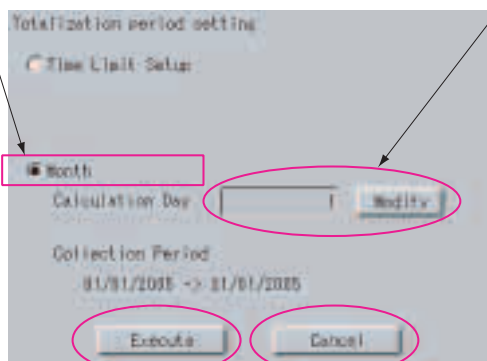 Totalization period setting
Time Limit Setup
Month
Calculation Day 1 Modify
Collection Period
01/01/2005 -> 01/01/2005
Execute Cancel